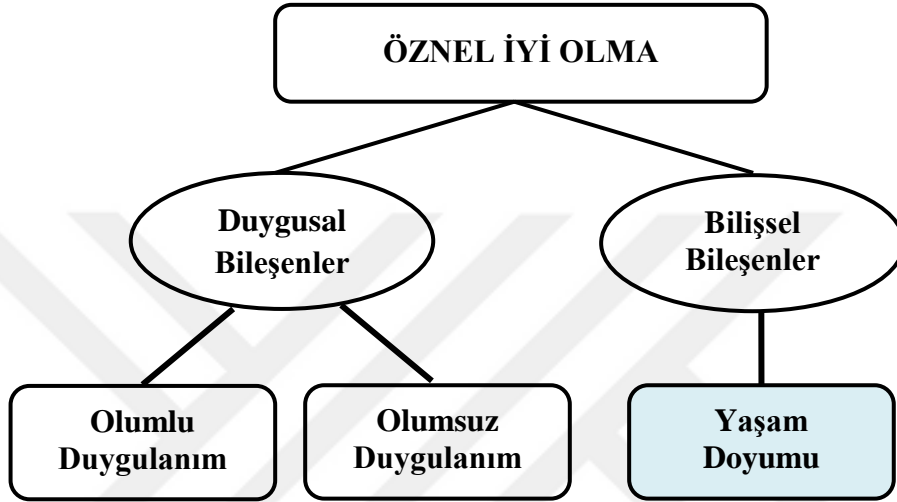 ÖZNEL İYİ OLMA
Duygusal
Bileşenler
Bilişsel
Bileşenler
Olumlu
Duygulanım
Olumsuz
Duygulanım
Yaşam
Doyumu